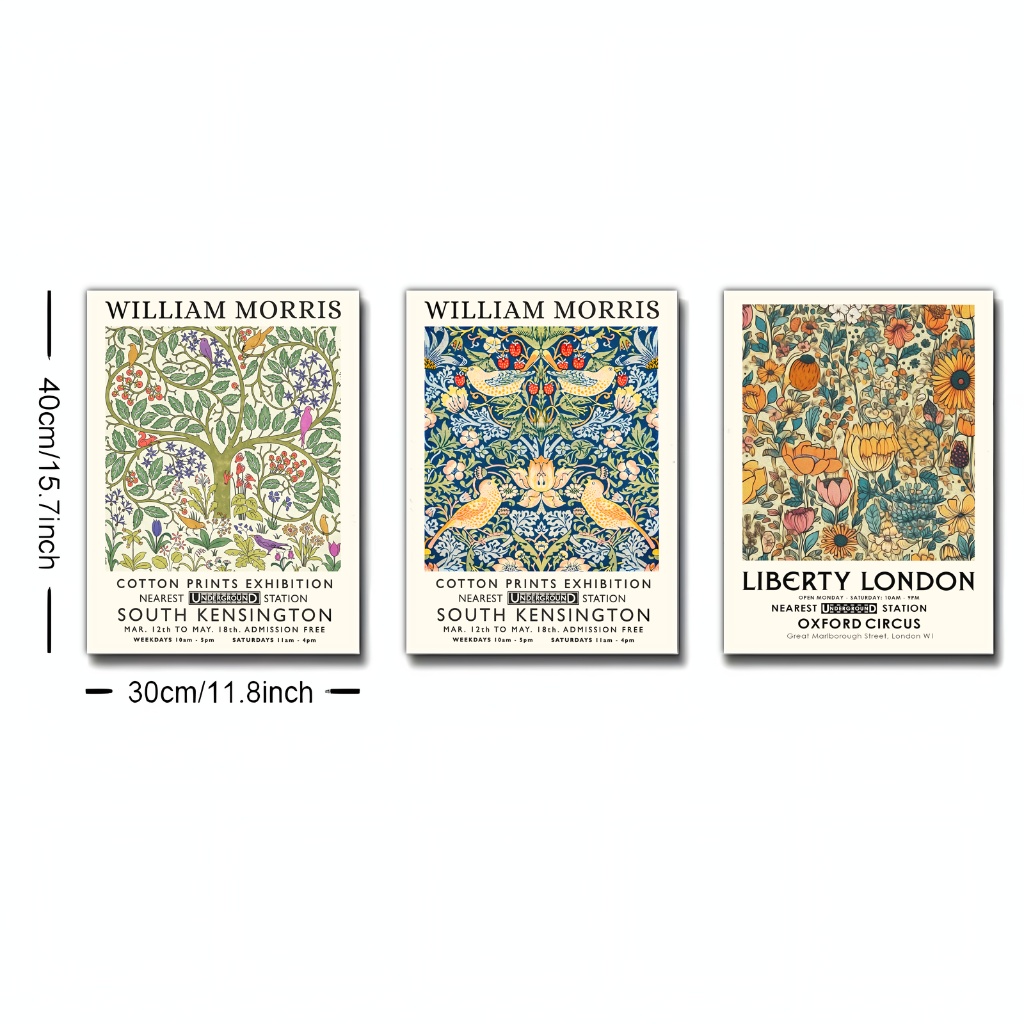 40cm/15.7inch
30cm/11.8inch
WILLIAM MORRIS
COTTON PRINTS EXHIBITION
NEAREST UNDERGROUND STATION
SOUTH KENSINGTON
MAR. 12th TO MAY. 18th. ADMISSION FREE
WEEKDAYS 10am - 5pm SATURDAYS 11am - 4pm
WILLIAM MORRIS
COTTON PRINTS EXHIBITION
NEAREST UNDERGROUND STATION
SOUTH KENSINGTON
MAR. 12th TO MAY. 18th. ADMISSION FREE
WEEKDAYS 10am - 5pm SATURDAYS 11am - 4pm
LIBERTY LONDON
OPEN MONDAY - SATURDAY: 10AM - 9PM
NEAREST UNDERGROUND STATION
OXFORD CIRCUS
Great Marlborough Street. London W1